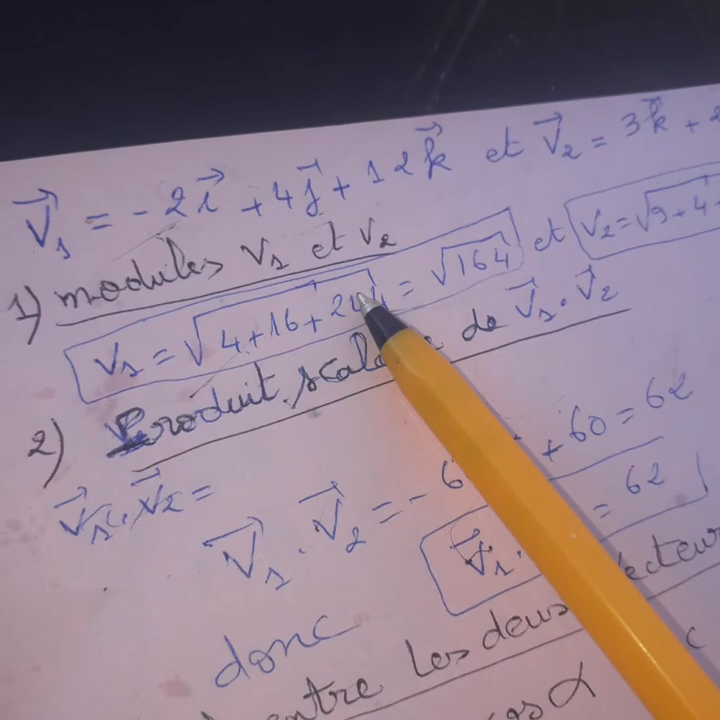 V₁ = -2i + 4j + 12k et V₂ = 3k +
1) modules V₁ et V₂
V₁ = √4+16+244 = √164 et V₂ = √9+4
2) Produit scalaire de V₁.V₂
V₁.V₂ =
V₁.V₂ = -6 + 60 = 62
donc V₁. = 62
entre les deux
α